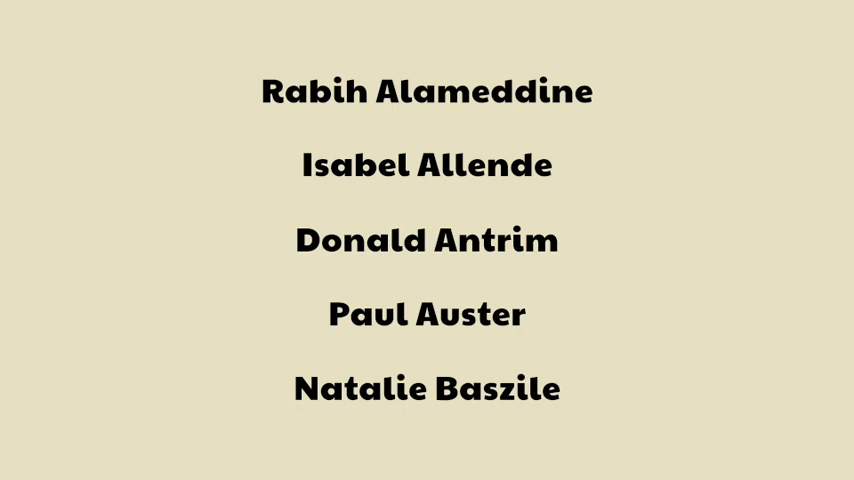 Rabih Alameddine
Isabel Allende
Donald Antrim
Paul Auster
Natalie Baszile